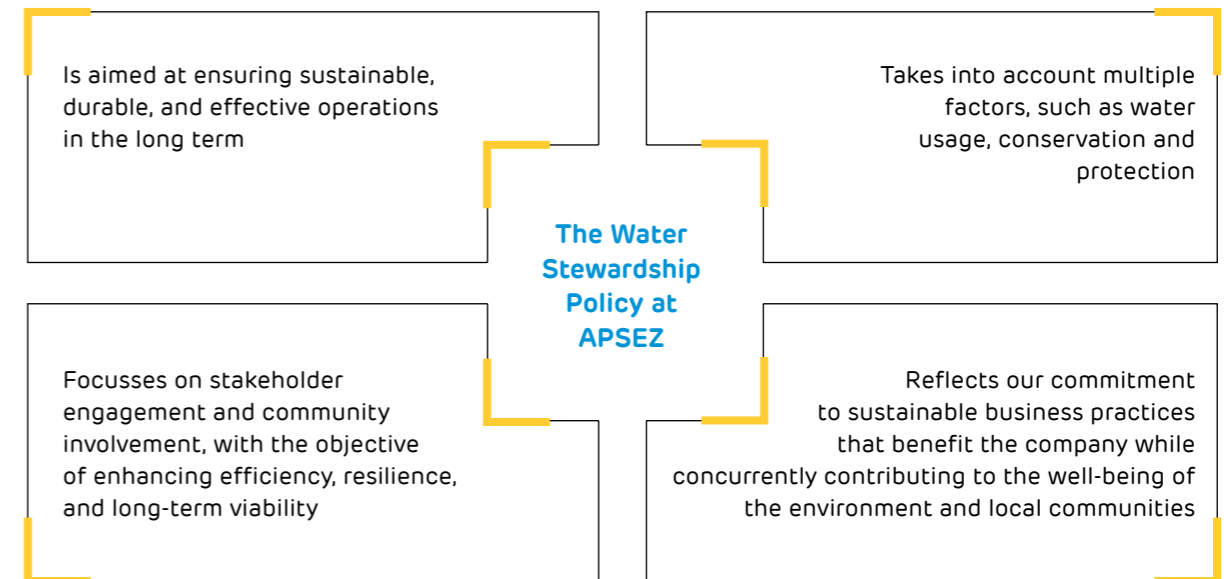 Is aimed at ensuring sustainable,
durable, and effective operations
in the long term
Takes into account multiple
factors, such as water
usage, conservation and
protection
The Water
Stewardship
Policy at
APSEZ
Focusses on stakeholder
engagement and community
involvement, with the objective
of enhancing efficiency, resilience,
and long-term viability
Reflects our commitment
to sustainable business practices
that benefit the company while
concurrently contributing to the well-being of
the environment and local communities